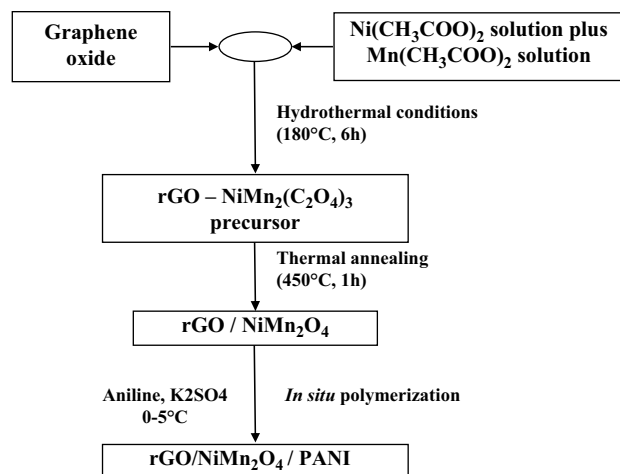 Graphene
oxide
Ni(CH₃COO)₂ solution plus
Mn(CH₃COO)₂ solution
Hydrothermal conditions
(180°C, 6h)
rGO – NiMn₂(C₂O₄)₃
precursor
Thermal annealing
(450°C, 1h)
rGO / NiMn₂O₄
Aniline, K2SO4
0-5°C
In situ polymerization
rGO/NiMn₂O₄ / PANI